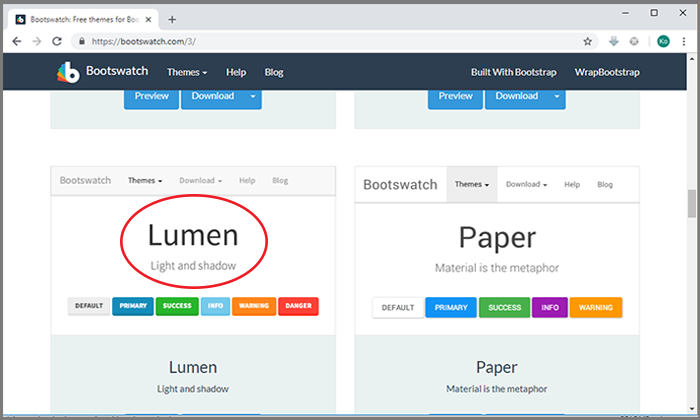 Bootswatch: Free themes for Boo
https://bootswatch.com/3/
Ko
Bootswatch Themes Help Blog Built With Bootstrap WrapBootstrap
Preview Download Preview Download
Bootswatch Themes Download Help Blog
Lumen
Light and shadow
DEFAULT PRIMARY SUCCESS INFO WARNING DANGER
Lumen
Light and shadow
Bootswatch Themes Download Help Blog
Paper
Material is the metaphor
DEFAULT PRIMARY SUCCESS INFO WARNING
Paper
Material is the metaphor